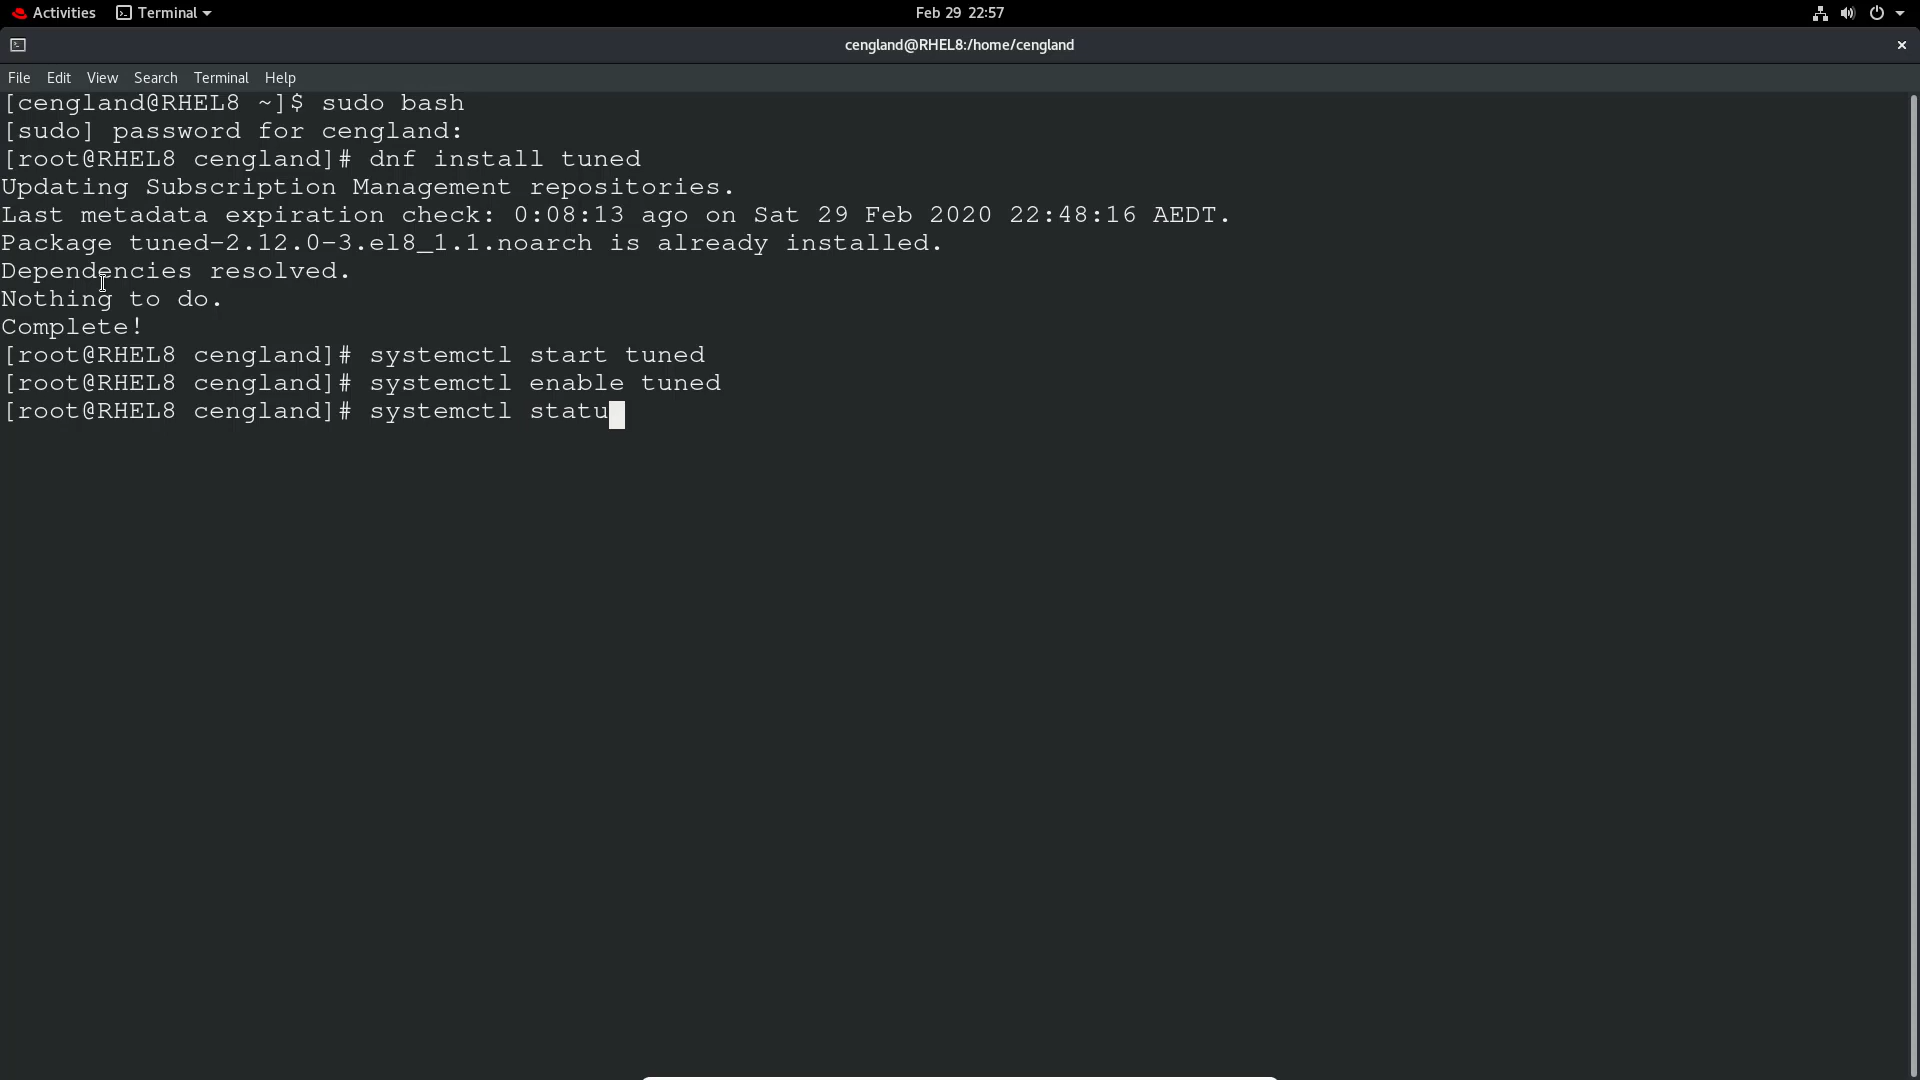 Activities Terminal Feb 29 22:57
cengland@RHEL8:/home/cengland
File Edit View Search Terminal Help
[cengland@RHEL8 ~]$ sudo bash
[sudo] password for cengland:
[root@RHEL8 cengland]# dnf install tuned
Updating Subscription Management repositories.
Last metadata expiration check: 0:08:13 ago on Sat 29 Feb 2020 22:48:16 AEDT.
Package tuned-2.12.0-3.el8_1.1.noarch is already installed.
Dependencies resolved.
Nothing to do.
Complete!
[root@RHEL8 cengland]# systemctl start tuned
[root@RHEL8 cengland]# systemctl enable tuned
[root@RHEL8 cengland]# systemctl statu